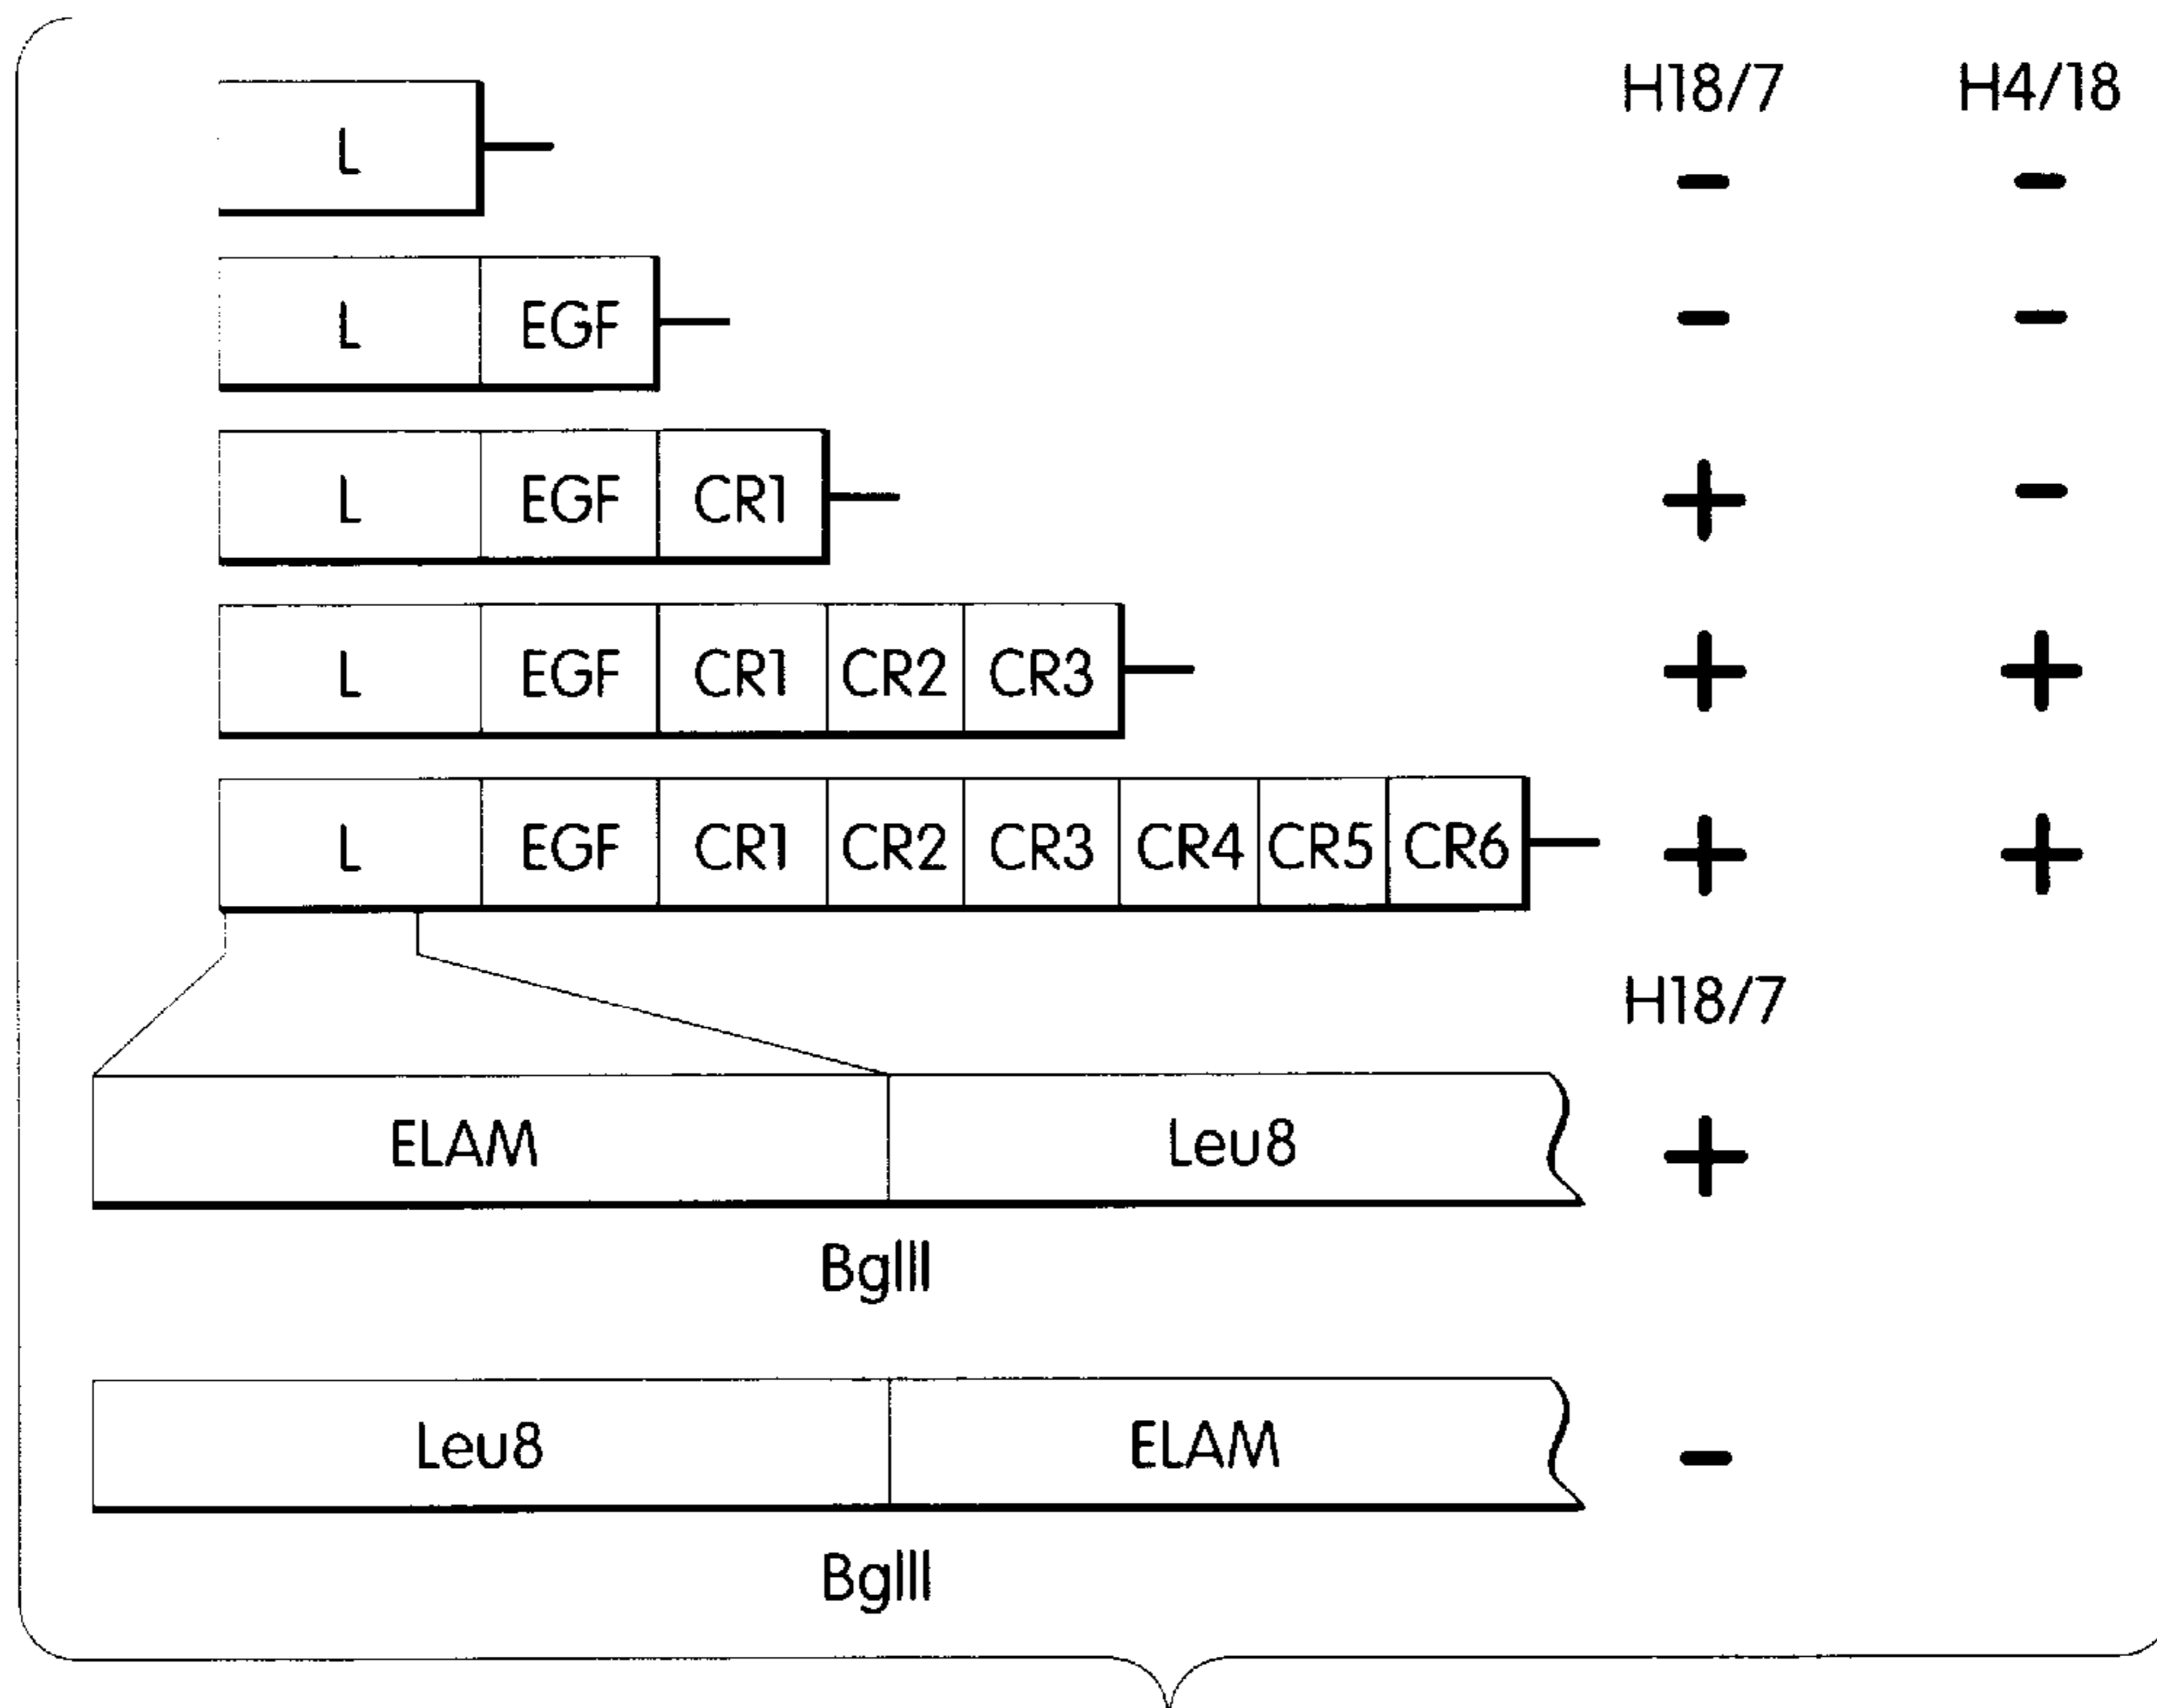 H18/7 H4/18
L - -
L EGF - -
L EGF CR1 + -
L EGF CR1 CR2 CR3 + +
L EGF CR1 CR2 CR3 CR4 CR5 CR6 + +
H18/7
ELAM Leu8 +
BglII
Leu8 ELAM -
BglII